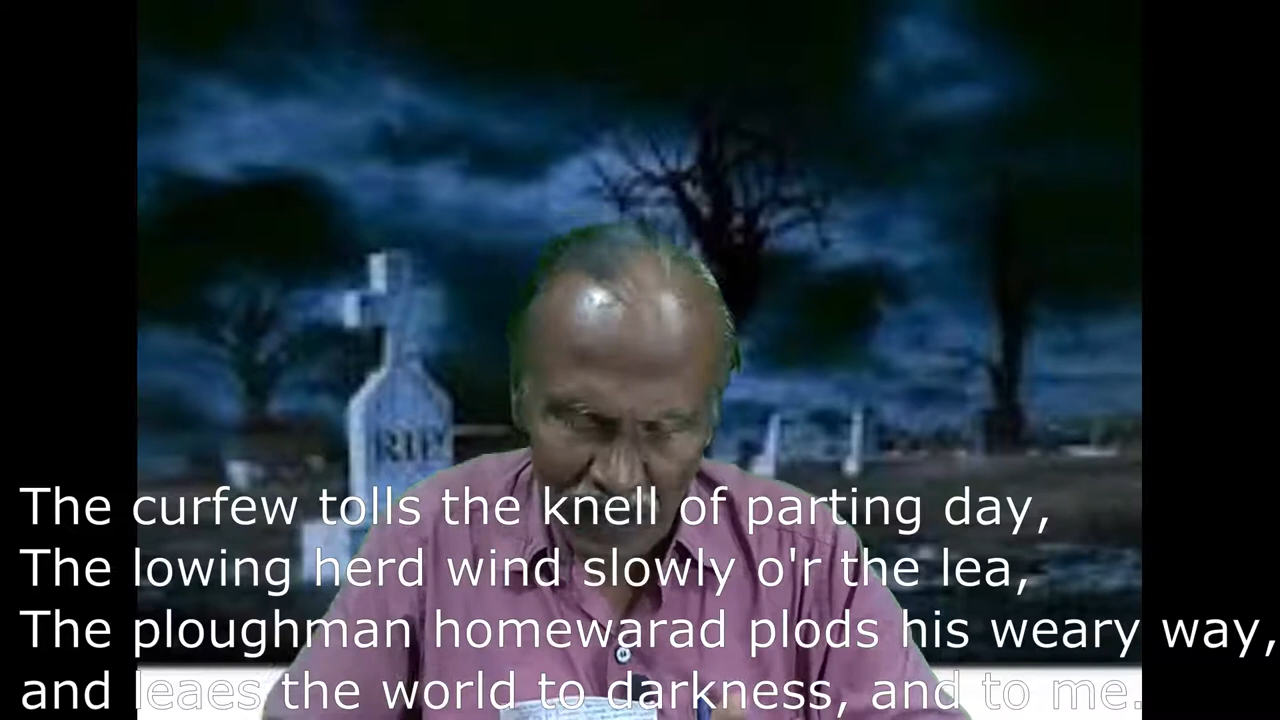 RIP
The curfew tolls the knell of parting day,
The lowing herd wind slowly o'r the lea,
The ploughman homewarad plods his weary way,
and leaes the world to darkness, and to me.